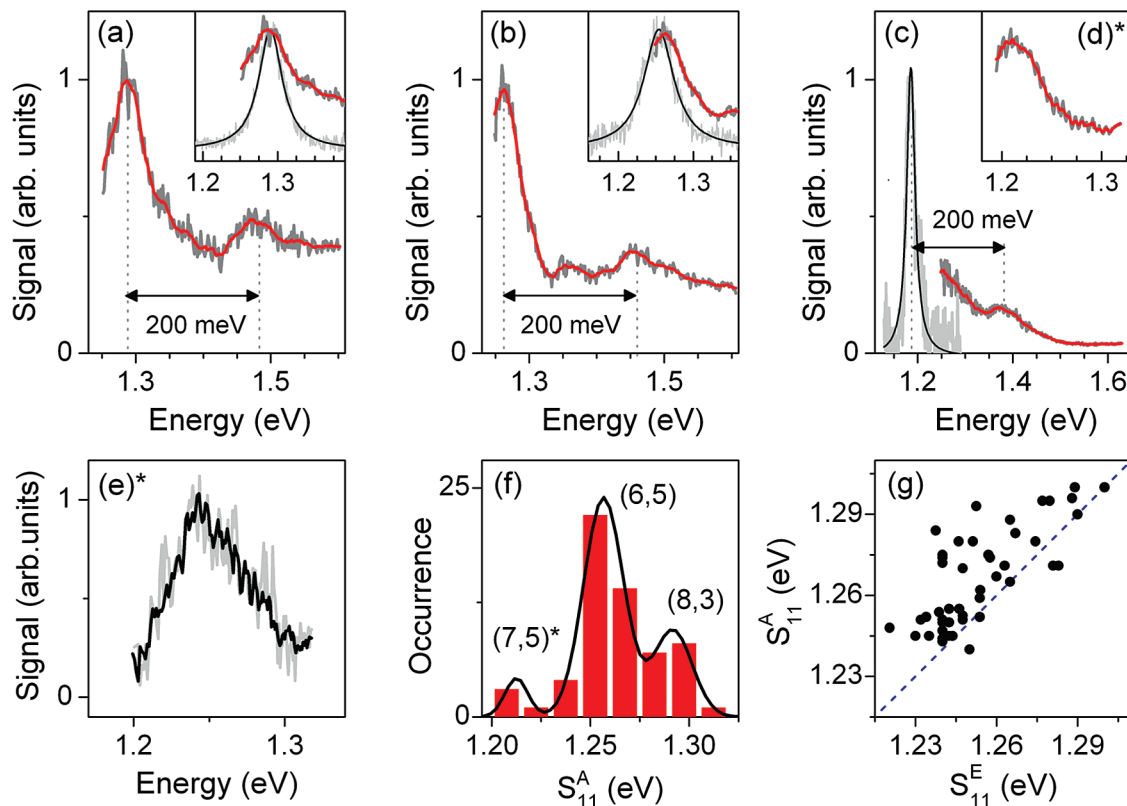 (a)
1
0
Signal (arb. units)
1.2 1.3
200 meV
1.3 1.5
Energy (eV)
(b)
1
0
Signal (arb. units)
1.2 1.3
200 meV
1.3 1.5
Energy (eV)
(c)
(d)*
1
0
Signal (arb. units)
1.2 1.3
200 meV
1.2 1.4 1.6
Energy (eV)
(e)*
1
0
Signal (arb.units)
1.2 1.3
Energy (eV)
(f)
25
0
Occurrence
(6,5)
(8,3)
(7,5)*
1.20 1.25 1.30
S₁₁ᴬ (eV)
(g)
1.29
1.26
1.23
S₁₁ᴬ (eV)
1.23 1.26 1.29
S₁₁ᴱ (eV)